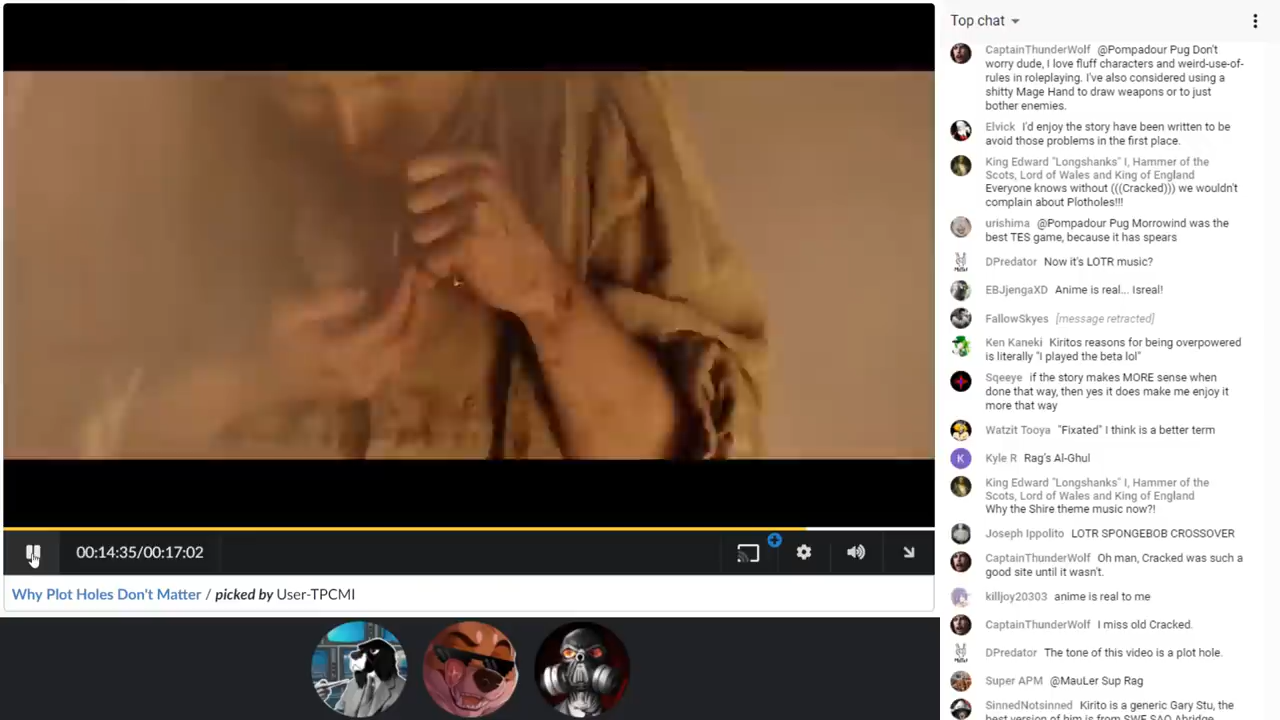 Top chat
CaptainThunderWolf @Pompadour Pug Don't
worry dude, I love fluff characters and weird-use-of-
rules in roleplaying. I've also considered using a
shitty Mage Hand to draw weapons or to just
bother enemies.
Elvick I'd enjoy the story have been written to be
avoid those problems in the first place.
King Edward "Longshanks" I, Hammer of the
Scots, Lord of Wales and King of England
Everyone knows without (((Cracked))) we wouldn't
complain about Plotholes!!!
urishima @Pompadour Pug Morrowind was the
best TES game, because it has spears
DPredator Now it's LOTR music?
EBJjengaXD Anime is real... Isreal!
FallowSkyes [message retracted]
Ken Kaneki Kiritos reasons for being overpowered
is literally "I played the beta lol"
Sqeeye if the story makes MORE sense when
done that way, then yes it does make me enjoy it
more that way
Watzit Tooya "Fixated" I think is a better term
K
Kyle R Rag's Al-Ghul
King Edward "Longshanks" I, Hammer of the
Scots, Lord of Wales and King of England
Why the Shire theme music now?!
Joseph Ippolito LOTR SPONGEBOB CROSSOVER
CaptainThunderWolf Oh man, Cracked was such a
good site until it wasn't.
killjoy20303 anime is real to me
CaptainThunderWolf I miss old Cracked.
DPredator The tone of this video is a plot hole.
Super APM @MauLer Sup Rag
SinnedNotsinned Kirito is a generic Gary Stu, the
best version of him is from SWE SAO Abridge
00:14:35/00:17:02
Why Plot Holes Don't Matter / picked by User-TPCMI